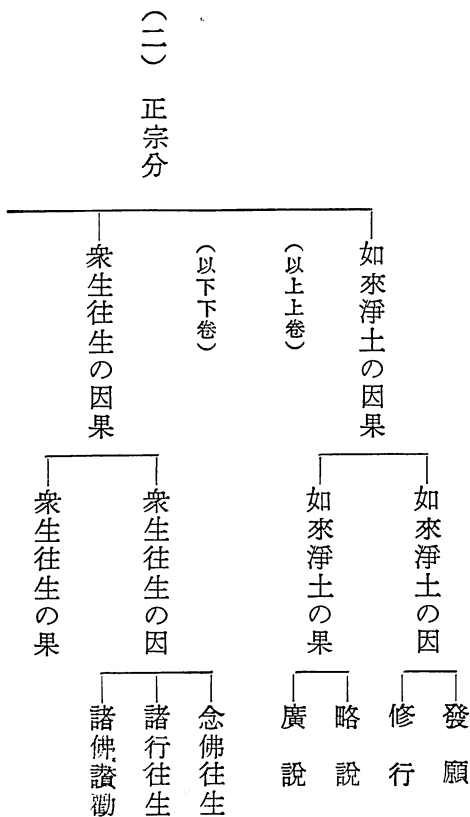 (二) 正宗分
如來淨土の因果
如來淨土の因
發願
修行
如來淨土の果
略說
廣說
(以上上卷)
(以下下卷)
衆生往生の因果
衆生往生の因
念佛往生
諸行往生
諸佛讃勸
衆生往生の果